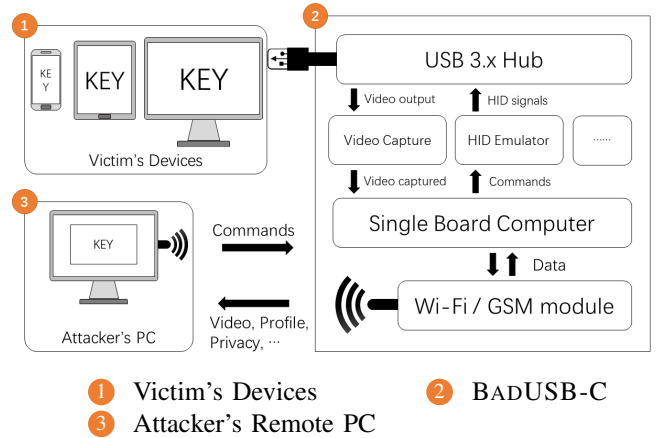 1
KE
Y
KEY
KEY
Victim's Devices
2
USB 3.x Hub
Video output
HID signals
Video Capture
HID Emulator
......
Video captured
Commands
Single Board Computer
Data
Wi-Fi / GSM module
3
KEY
Attacker's PC
Commands
Video, Profile,
Privacy, ...
1 Victim's Devices
2 BADUSB-C
3 Attacker's Remote PC